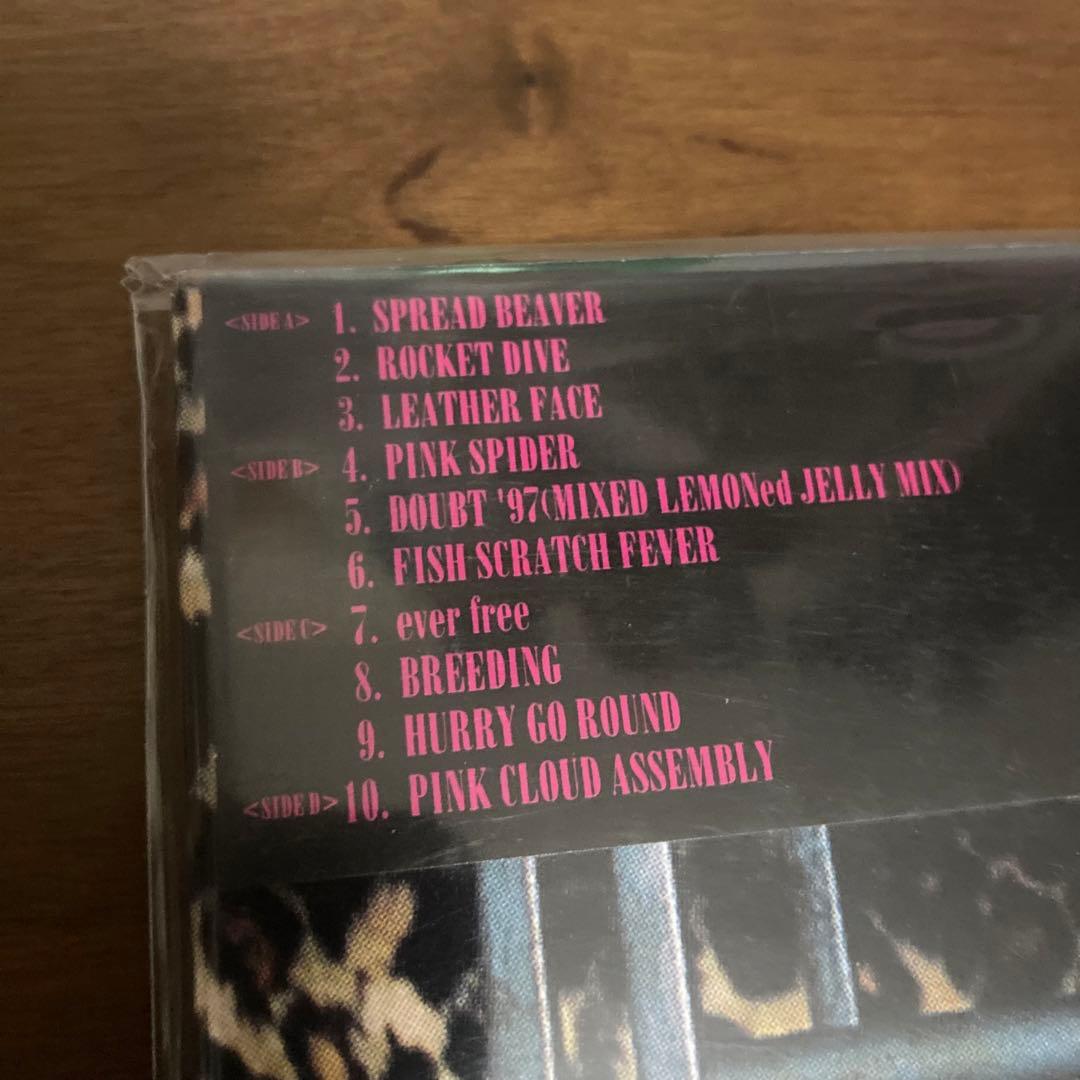 <SIDE A> 1. SPREAD BEAVER
2. ROCKET DIVE
3. LEATHER FACE
<SIDE B> 4. PINK SPIDER
5. DOUBT '97(MIXED LEMONed JELLY MIX)
6. FISH SCRATCH FEVER
<SIDE C> 7. ever free
8. BREEDING
9. HURRY GO ROUND
<SIDE D> 10. PINK CLOUD ASSEMBLY